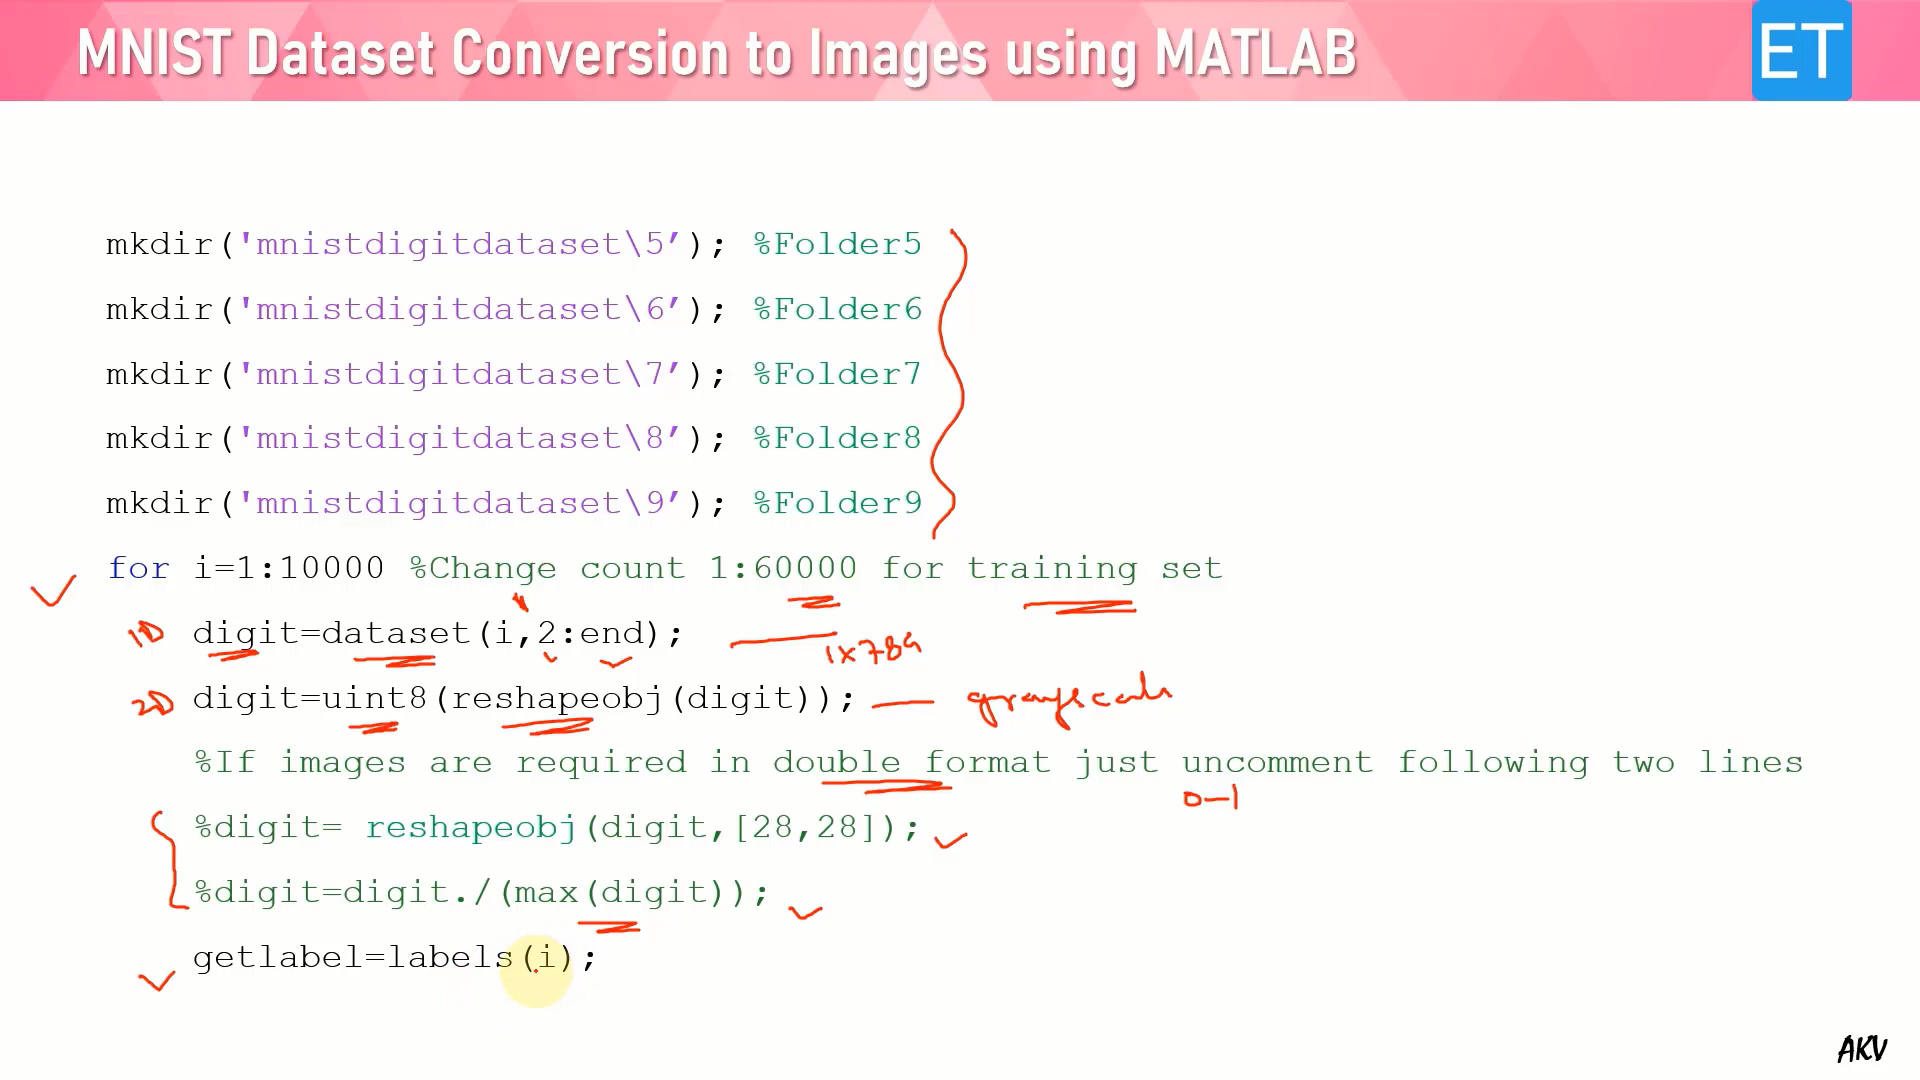 MNIST Dataset Conversion to Images using MATLAB
ET
mkdir('mnistdigitdataset\5’); %Folder5
mkdir('mnistdigitdataset\6’); %Folder6
mkdir('mnistdigitdataset\7’); %Folder7
mkdir('mnistdigitdataset\8’); %Folder8
mkdir('mnistdigitdataset\9’); %Folder9
for i=1:10000 %Change count 1:60000 for training set
1D digit=dataset(i,2:end); 1x784
2D digit=uint8(reshapeobj(digit)); grayscale
%If images are required in double format just uncomment following two lines
0-1
%digit= reshapeobj(digit,[28,28]);
%digit=digit./(max(digit));
getlabel=labels(i);
AKV